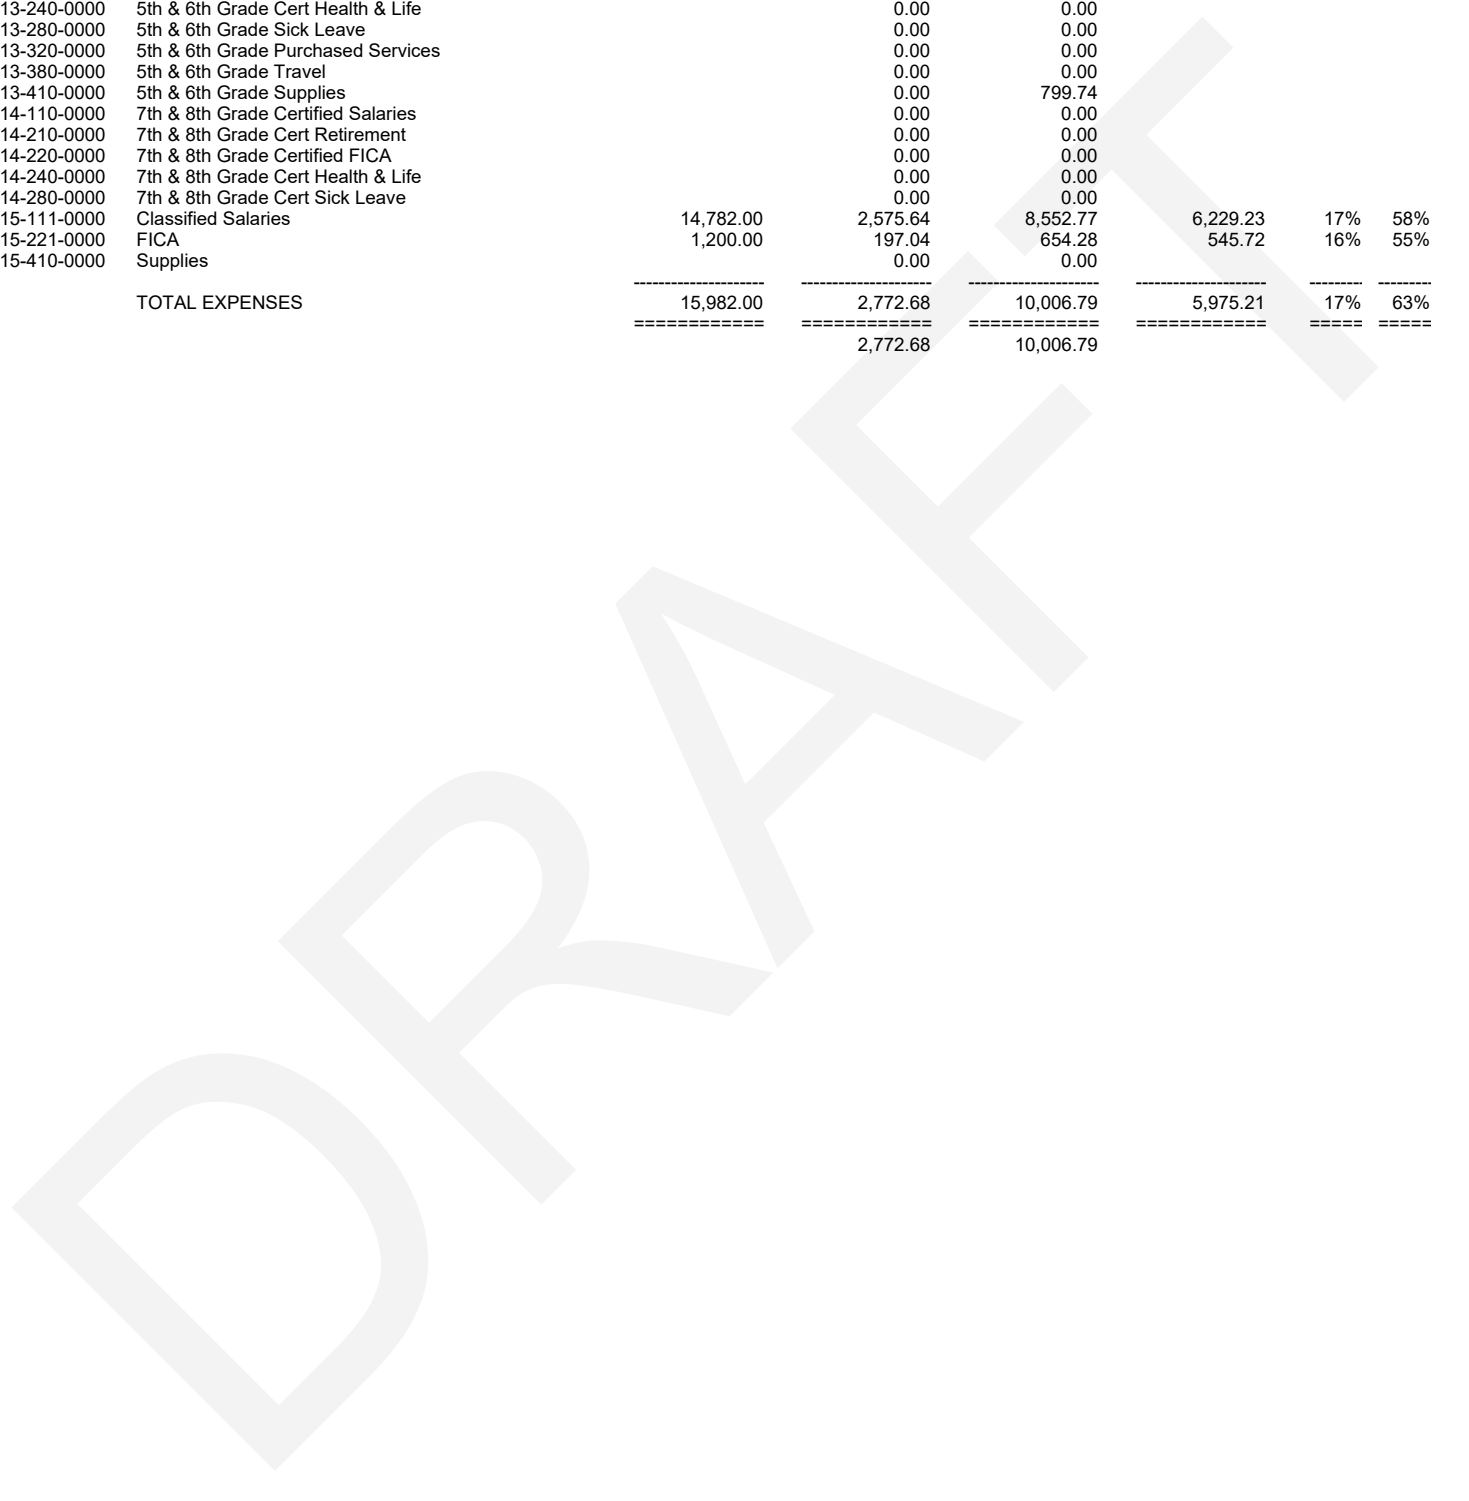 13-240-0000 5th & 6th Grade Cert Health & Life 0.00 0.00
13-280-0000 5th & 6th Grade Sick Leave 0.00 0.00
13-320-0000 5th & 6th Grade Purchased Services 0.00 0.00
13-380-0000 5th & 6th Grade Travel 0.00 0.00
13-410-0000 5th & 6th Grade Supplies 0.00 799.74
14-110-0000 7th & 8th Grade Certified Salaries 0.00 0.00
14-210-0000 7th & 8th Grade Cert Retirement 0.00 0.00
14-220-0000 7th & 8th Grade Certified FICA 0.00 0.00
14-240-0000 7th & 8th Grade Cert Health & Life 0.00 0.00
14-280-0000 7th & 8th Grade Cert Sick Leave 0.00 0.00
15-111-0000 Classified Salaries 14,782.00 2,575.64 8,552.77 6,229.23 17% 58%
15-221-0000 FICA 1,200.00 197.04 654.28 545.72 16% 55%
15-410-0000 Supplies 0.00 0.00
--------------------- --------------------- --------------------- --------------------- --------- ---------
TOTAL EXPENSES 15,982.00 2,772.68 10,006.79 5,975.21 17% 63%
============ ============ ============ ============ ===== =====
2,772.68 10,006.79
DRAFT